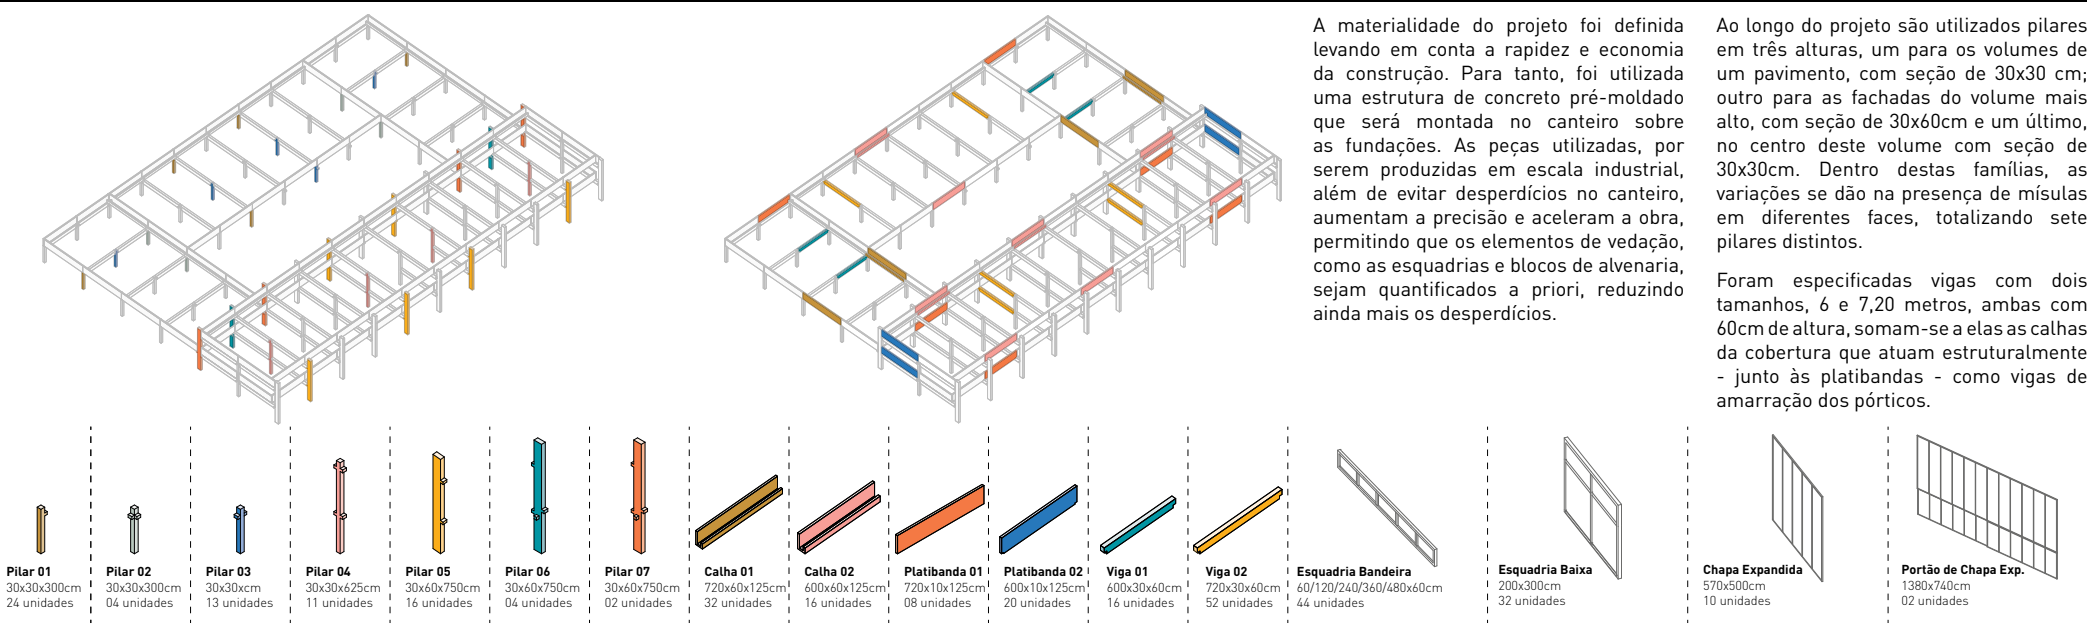 A materialidade do projeto foi definida
levando em conta a rapidez e economia
da construção. Para tanto, foi utilizada
uma estrutura de concreto pré-moldado
que será montada no canteiro sobre
as fundações. As peças utilizadas, por
serem produzidas em escala industrial,
além de evitar desperdícios no canteiro,
aumentam a precisão e aceleram a obra,
permitindo que os elementos de vedação,
como as esquadrias e blocos de alvenaria,
sejam quantificados a priori, reduzindo
ainda mais os desperdícios.
Ao longo do projeto são utilizados pilares
em três alturas, um para os volumes de
um pavimento, com seção de 30x30 cm;
outro para as fachadas do volume mais
alto, com seção de 30x60cm e um último,
no centro deste volume com seção de
30x30cm. Dentro destas famílias, as
variações se dão na presença de mísulas
em diferentes faces, totalizando sete
pilares distintos.
Foram especificadas vigas com dois
tamanhos, 6 e 7,20 metros, ambas com
60cm de altura, somam-se a elas as calhas
da cobertura que atuam estruturalmente
- junto às platibandas - como vigas de
amarração dos pórticos.
Pilar 01
30x30x300cm
24 unidades
Pilar 02
30x30x300cm
04 unidades
Pilar 03
30x30xcm
13 unidades
Pilar 04
30x30x625cm
11 unidades
Pilar 05
30x60x750cm
16 unidades
Pilar 06
30x60x750cm
04 unidades
Pilar 07
30x60x750cm
02 unidades
Calha 01
720x60x125cm
32 unidades
Calha 02
600x60x125cm
16 unidades
Platibanda 01
720x10x125cm
08 unidades
Platibanda 02
600x10x125cm
20 unidades
Viga 01
600x30x60cm
16 unidades
Viga 02
720x30x60cm
52 unidades
Esquadria Bandeira
60/120/240/360/480x60cm
44 unidades
Esquadria Baixa
200x300cm
32 unidades
Chapa Expandida
570x500cm
10 unidades
Portão de Chapa Exp.
1380x740cm
02 unidades